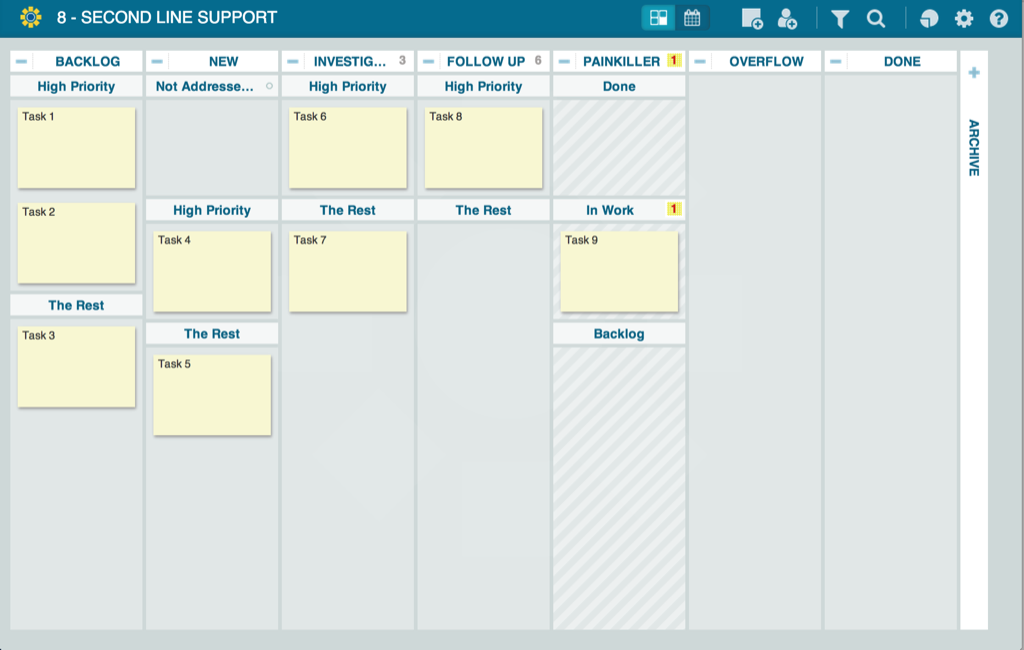 8 - SECOND LINE SUPPORT
BACKLOG
NEW
INVESTIG... 3
FOLLOW UP 6
PAINKILLER 1
OVERFLOW
DONE
High Priority
Not Addresse...
High Priority
High Priority
Done
Task 1
Task 6
Task 8
ARCHIVE
Task 2
High Priority
The Rest
The Rest
In Work 1
Task 4
Task 7
Task 9
The Rest
Task 3
The Rest
Backlog
Task 5